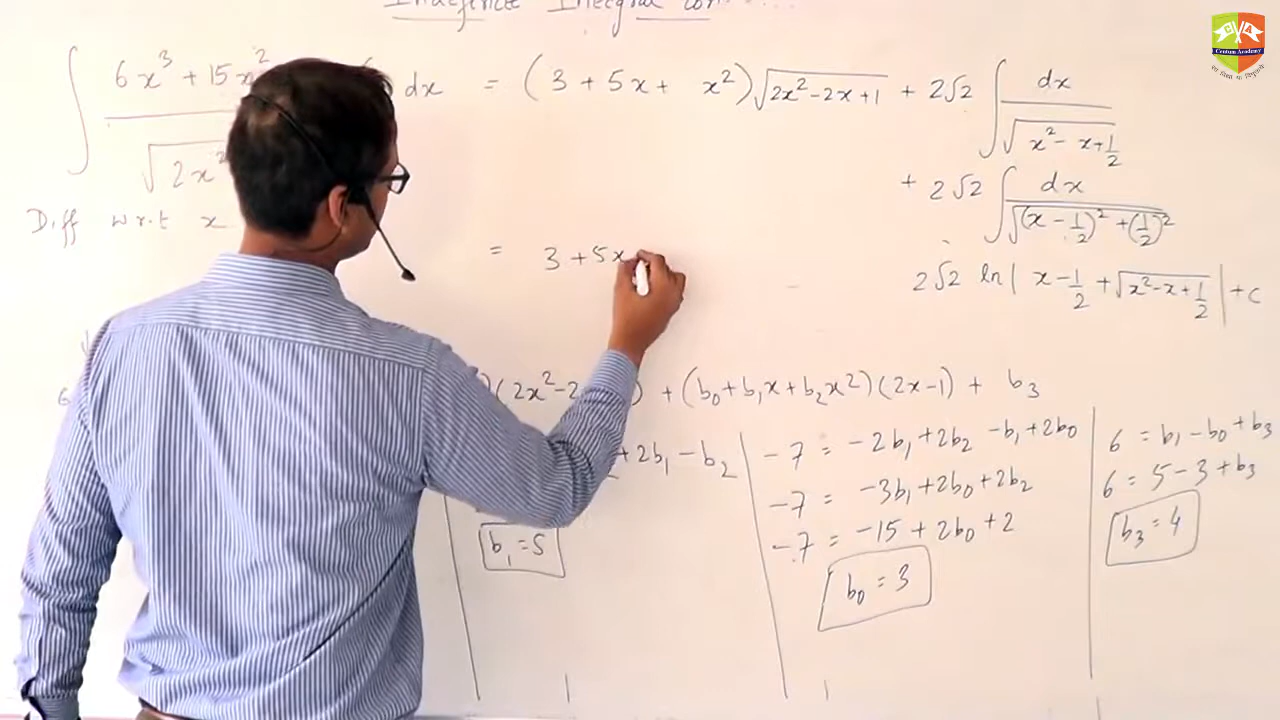 Indefinite Integral
6x³ + 15x² dx = (3 + 5x + x²)√(2x²-2x+1) + 2√2 ∫ dx/√(x²-x+1/2)
√2x²
+ 2√2 ∫ dx/√((x-1/2)²+(1/2)²)
Diff w.r.t x
= 3 + 5x
2√2 ln| x-1/2 + √(x²-x+1/2) | + c
(2x²-2 ) + (b₀+b₁x+b₂x²)(2x-1) + b₃
+2b₁ - b₂
b₁ = 5
-7 = -2b₁+2b₂ -b₁+2b₀
-7 = -3b₁+2b₀+2b₂
-7 = -15 + 2b₀ + 2
b₀ = 3
6 = b₁ - b₀ + b₃
6 = 5 - 3 + b₃
b₃ = 4
Centum Academy